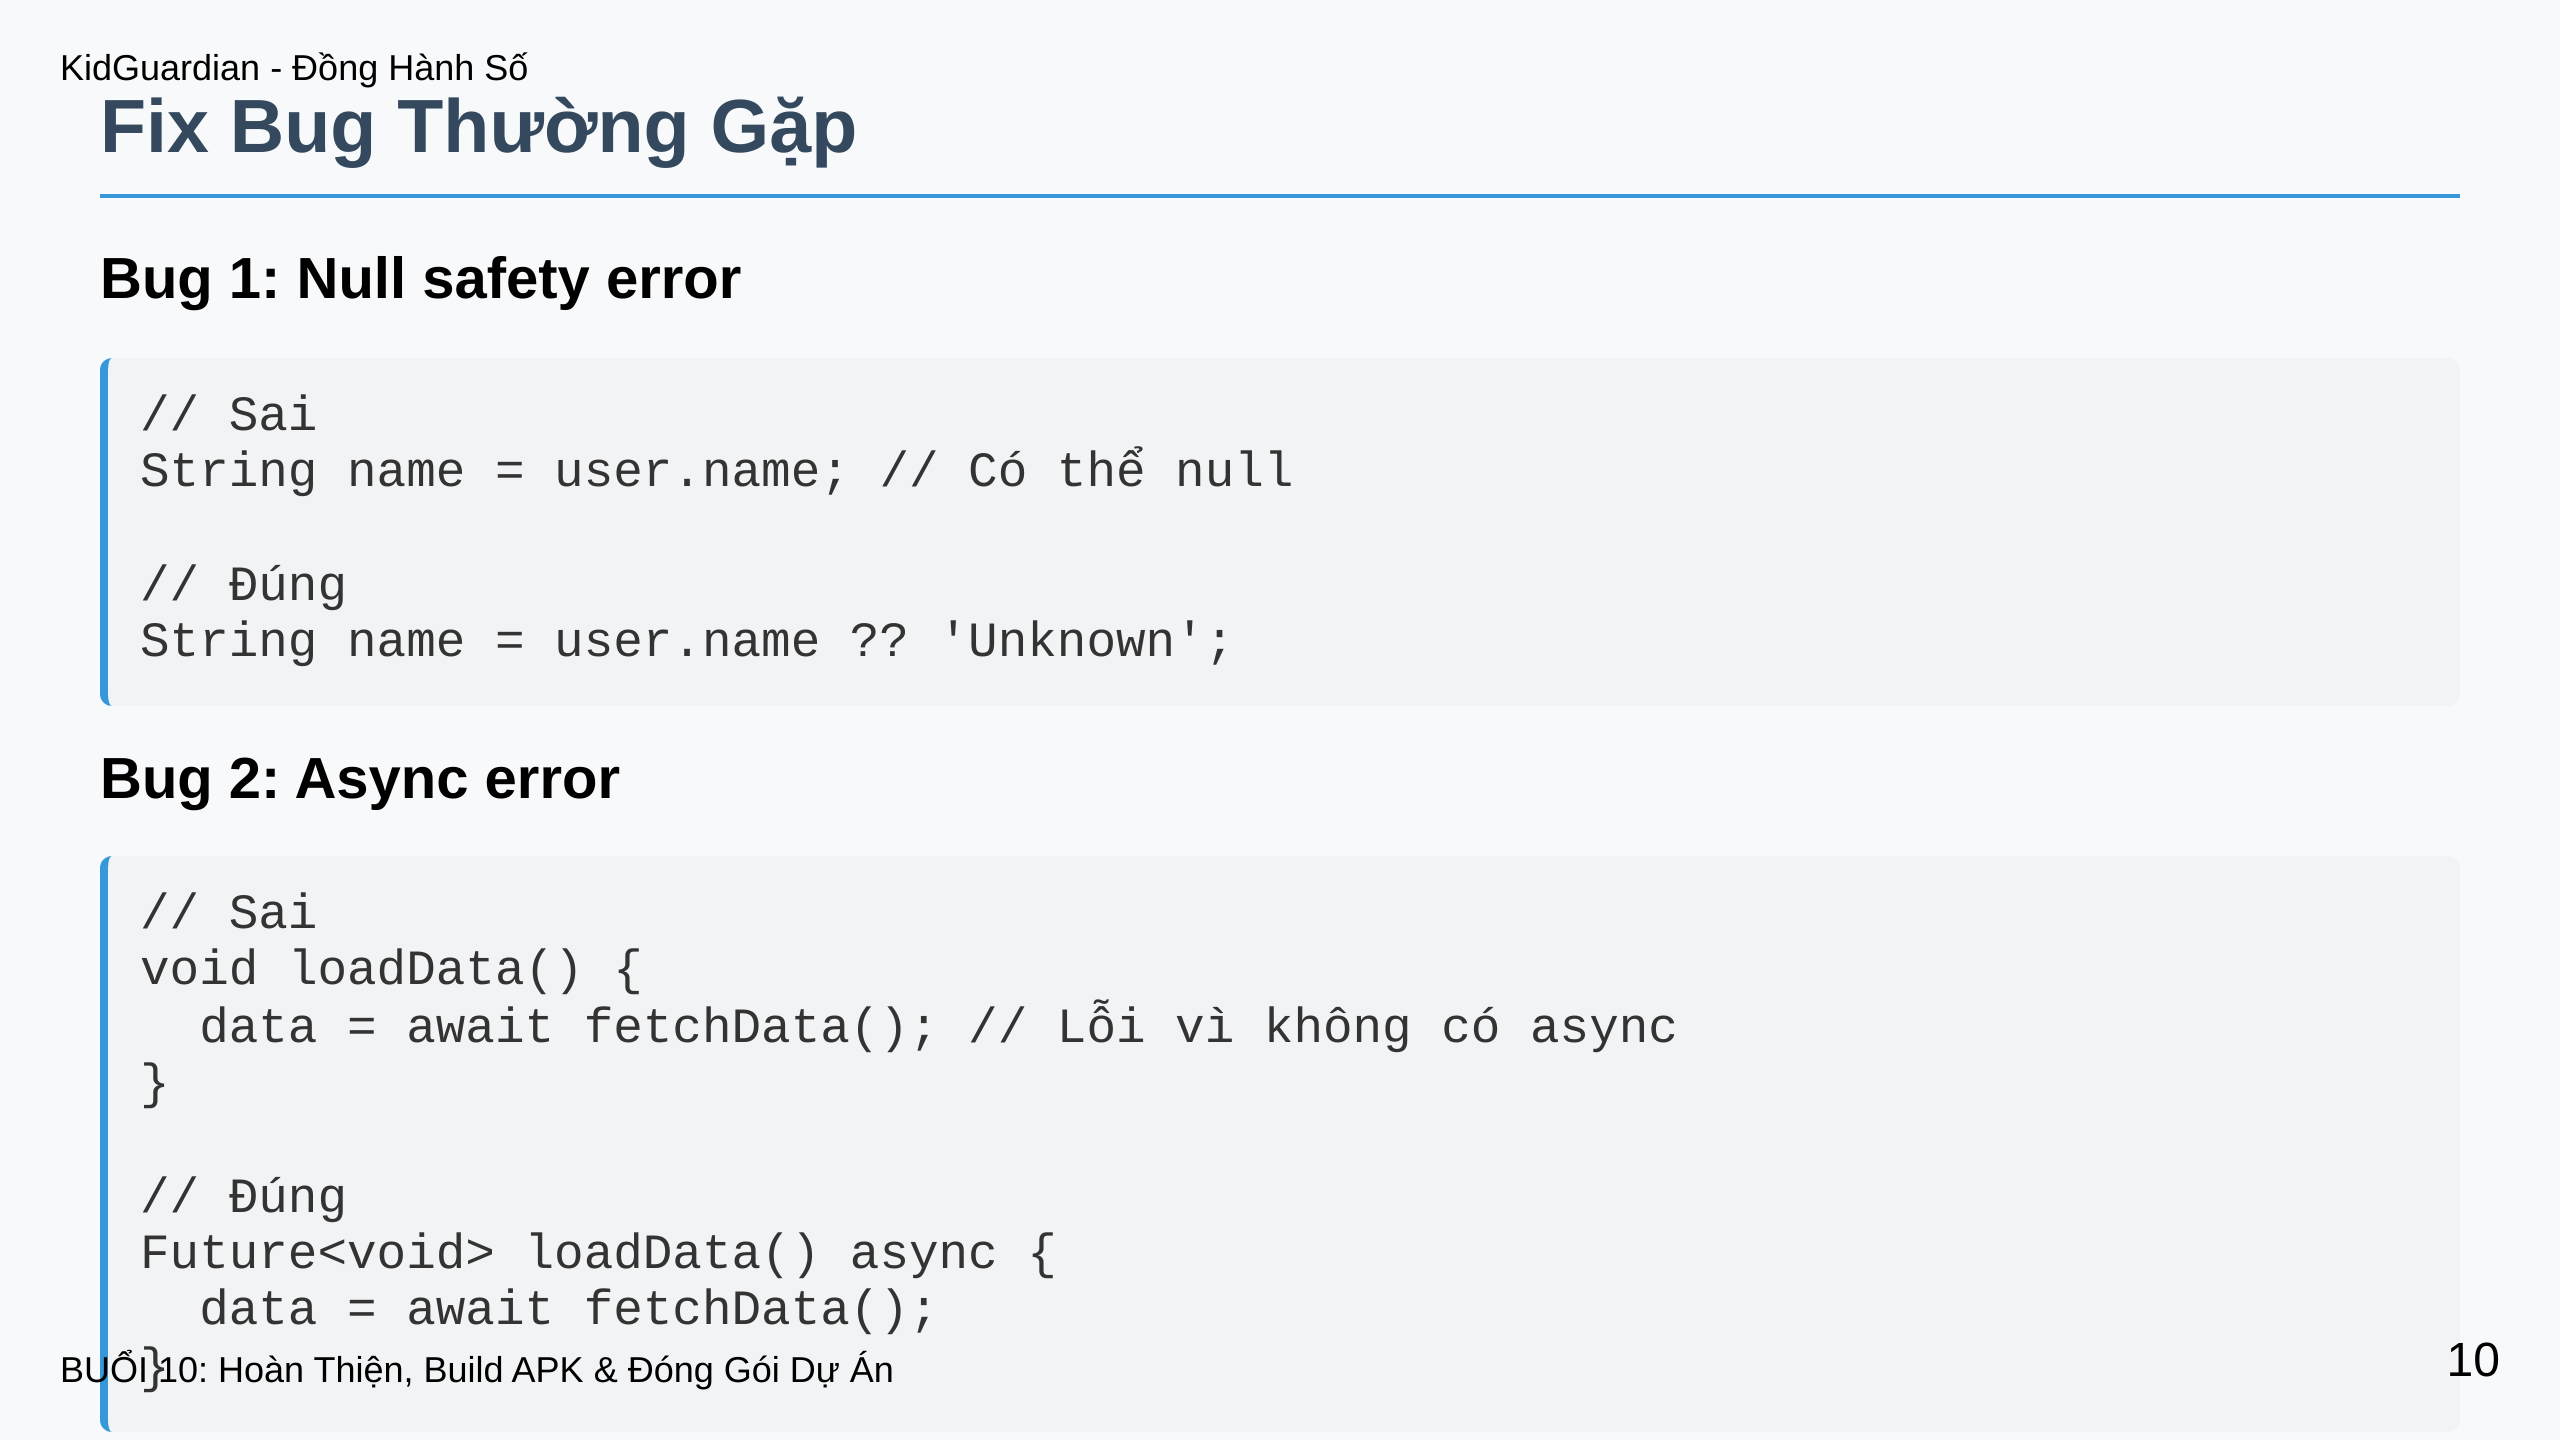 KidGuardian - Đồng Hành Số
Fix Bug Thường Gặp
Bug 1: Null safety error
// Sai
String name = user.name; // Có thể null
// Đúng
String name = user.name ?? 'Unknown';
Bug 2: Async error
// Sai
void loadData() {
  data = await fetchData(); // Lỗi vì không có async
}
// Đúng
Future<void> loadData() async {
  data = await fetchData();
}
BUỔI 10: Hoàn Thiện, Build APK & Đóng Gói Dự Án
10